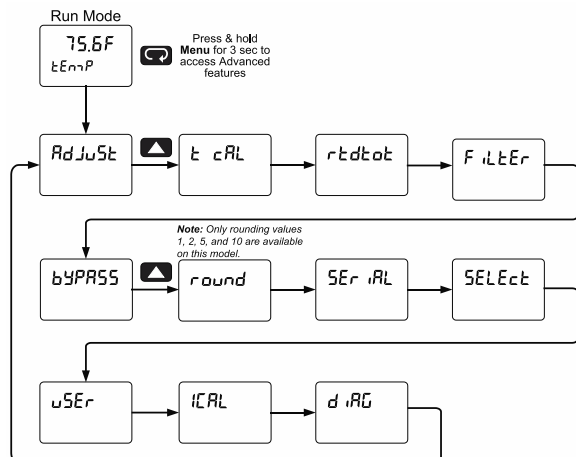 Run Mode
75.6F
tEmP
Press & hold
Menu for 3 sec to
access Advanced
features
AdJuSt
t cAL
rtdtot
FiLtEr
Note: Only rounding values
1, 2, 5, and 10 are available
on this model.
bYPASS
round
SEriAL
SELEct
uSEr
ICAL
diAG